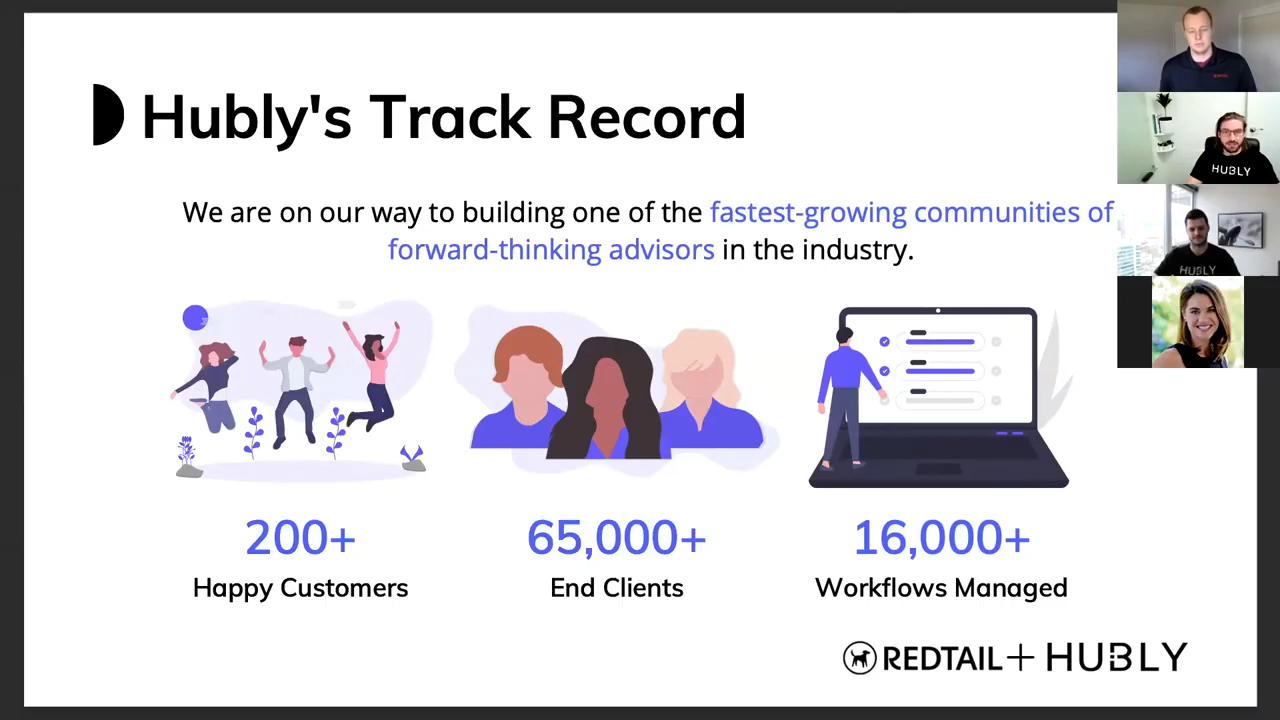 Hubly's Track Record
We are on our way to building one of the fastest-growing communities of
forward-thinking advisors in the industry.
200+
65,000+
16,000+
Happy Customers
End Clients
Workflows Managed
REDTAIL + HUBLY
HUBLY
HUBLY